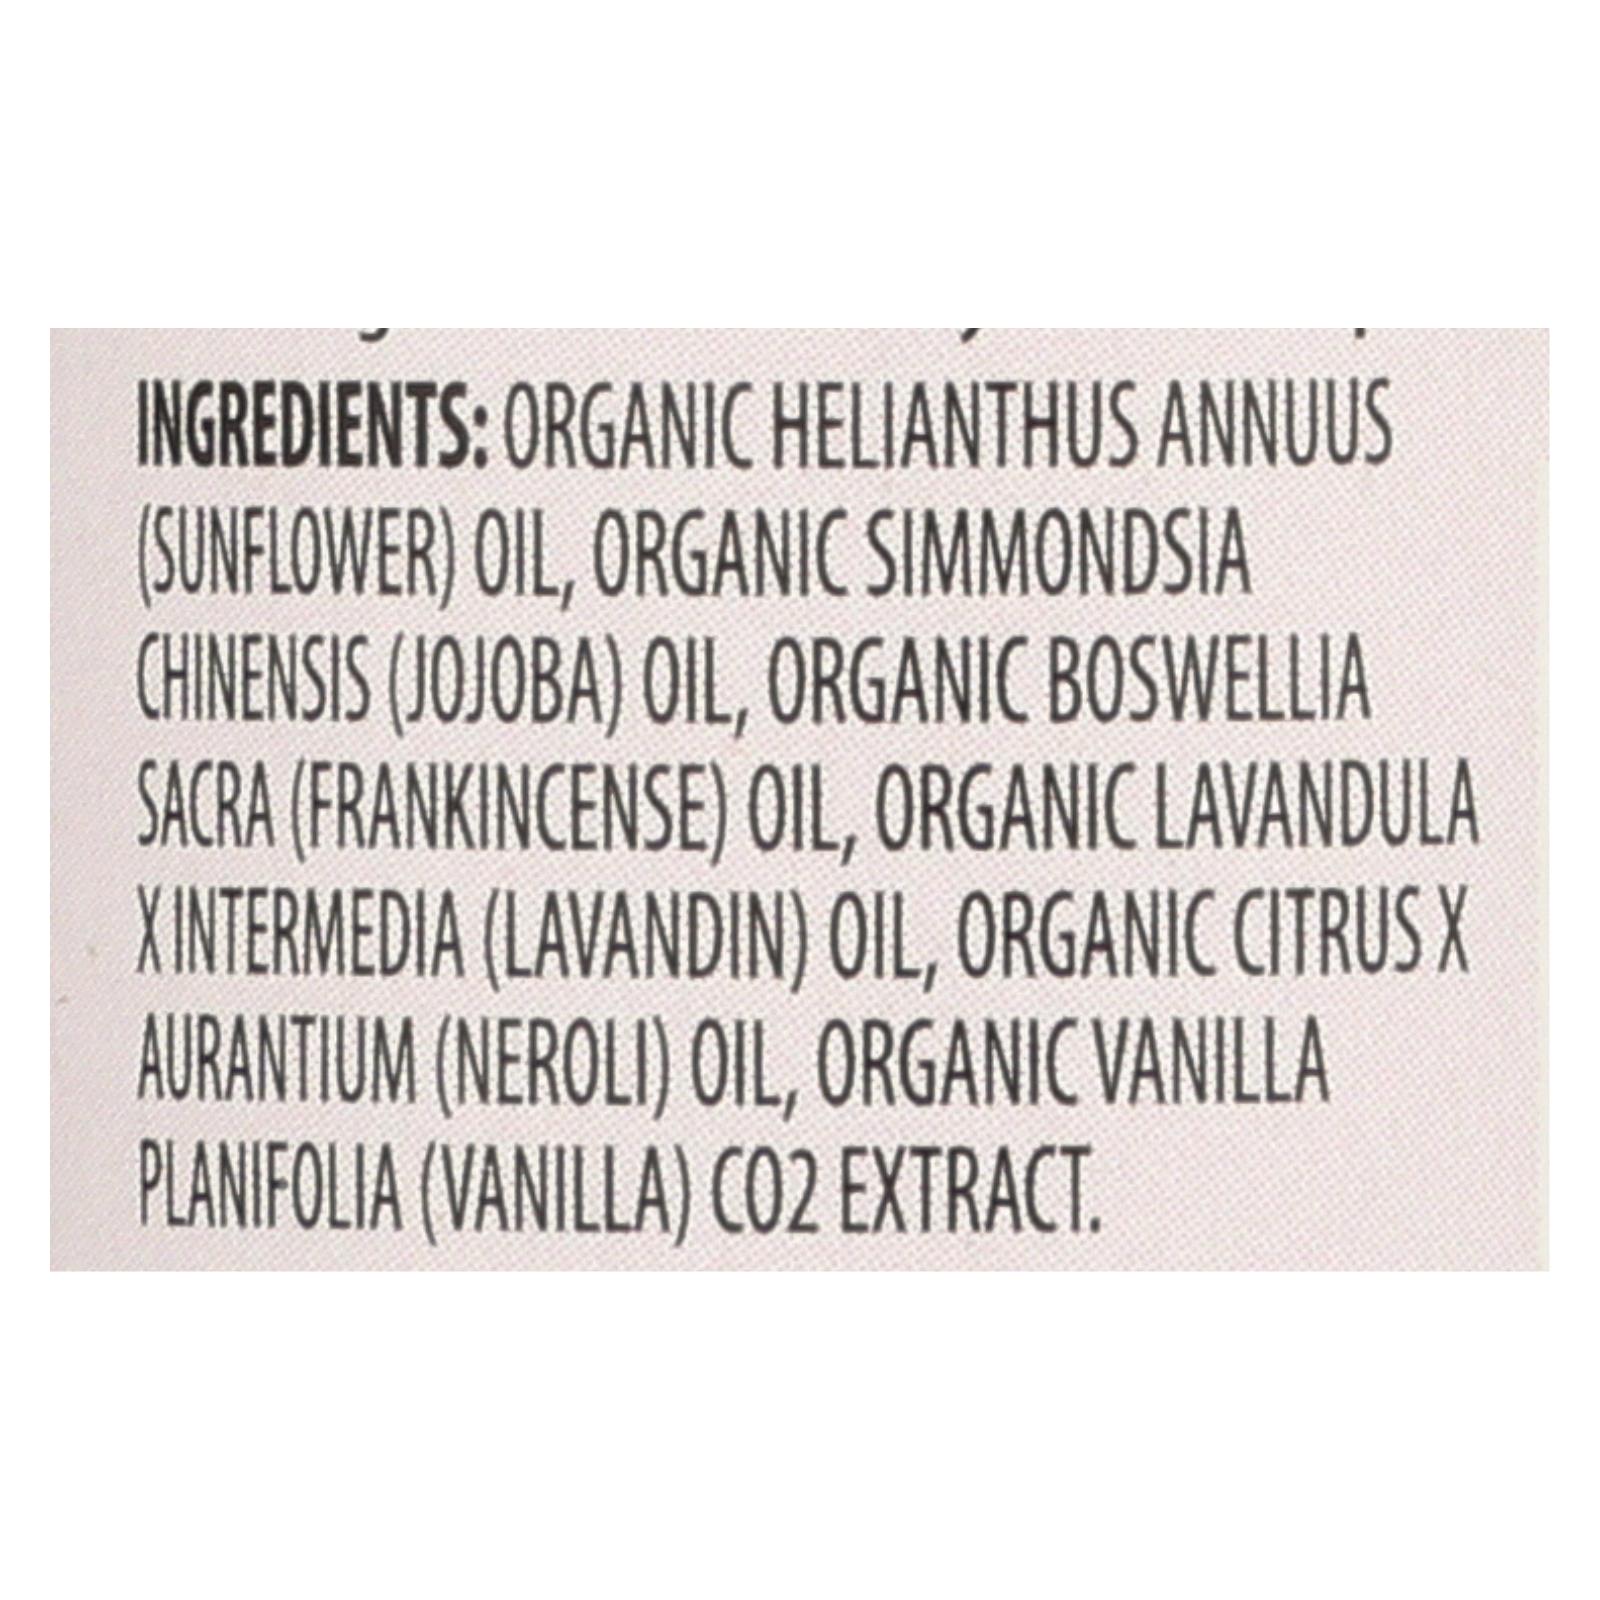 INGREDIENTS: ORGANIC HELIANTHUS ANNUUS
(SUNFLOWER) OIL, ORGANIC SIMMONDSIA
CHINENSIS (JOJOBA) OIL, ORGANIC BOSWELLIA
SACRA (FRANKINCENSE) OIL, ORGANIC LAVANDULA
X INTERMEDIA (LAVANDIN) OIL, ORGANIC CITRUS X
AURANTIUM (NEROLI) OIL, ORGANIC VANILLA
PLANIFOLIA (VANILLA) CO2 EXTRACT.